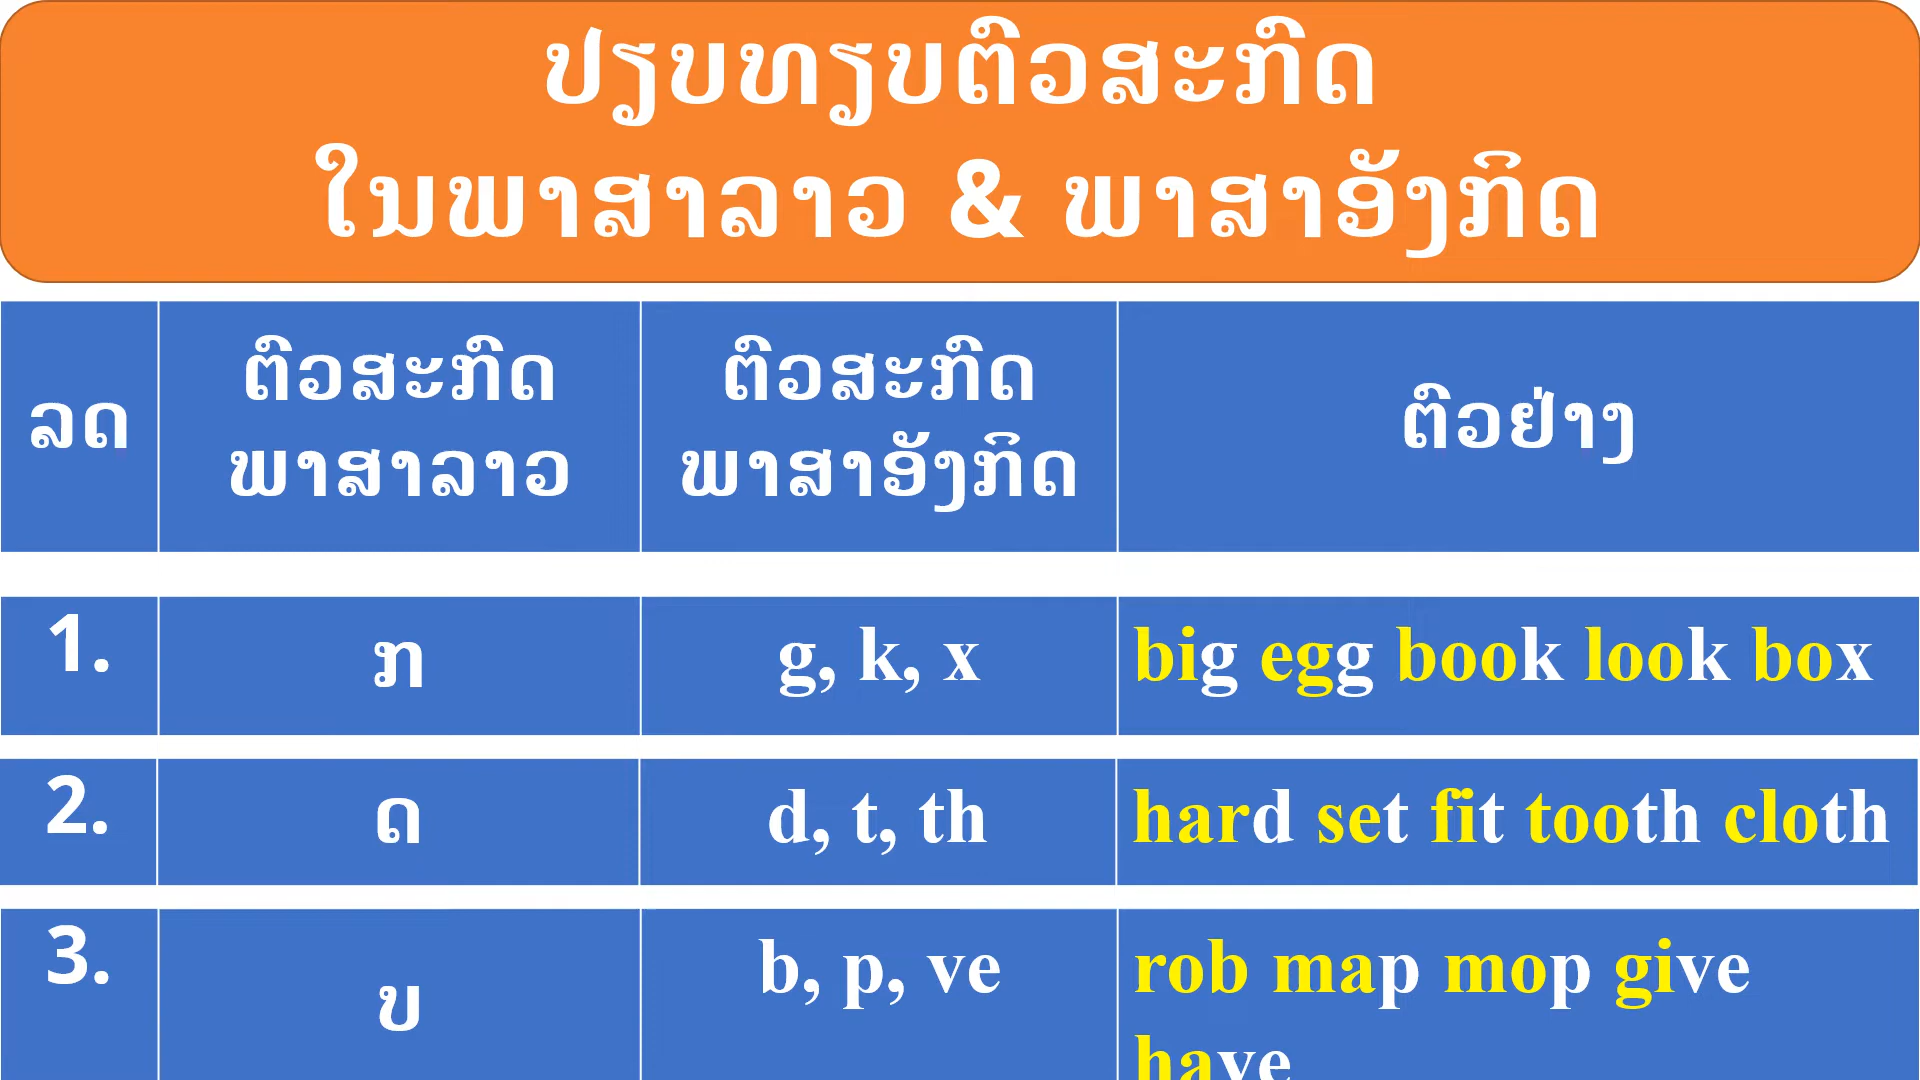 ປຽບທຽບຕົວສະກົດ
ໃນພາສາລາວ & ພາສາອັງກິດ
ລດ
ຕົວສະກົດ
ພາສາລາວ
ຕົວສະກົດ
ພາສາອັງກິດ
ຕົວຢ່າງ
1.
ກ
g, k, x
big egg book look box
2.
ດ
d, t, th
hard set fit tooth cloth
3.
ບ
b, p, ve
rob map mop give
have